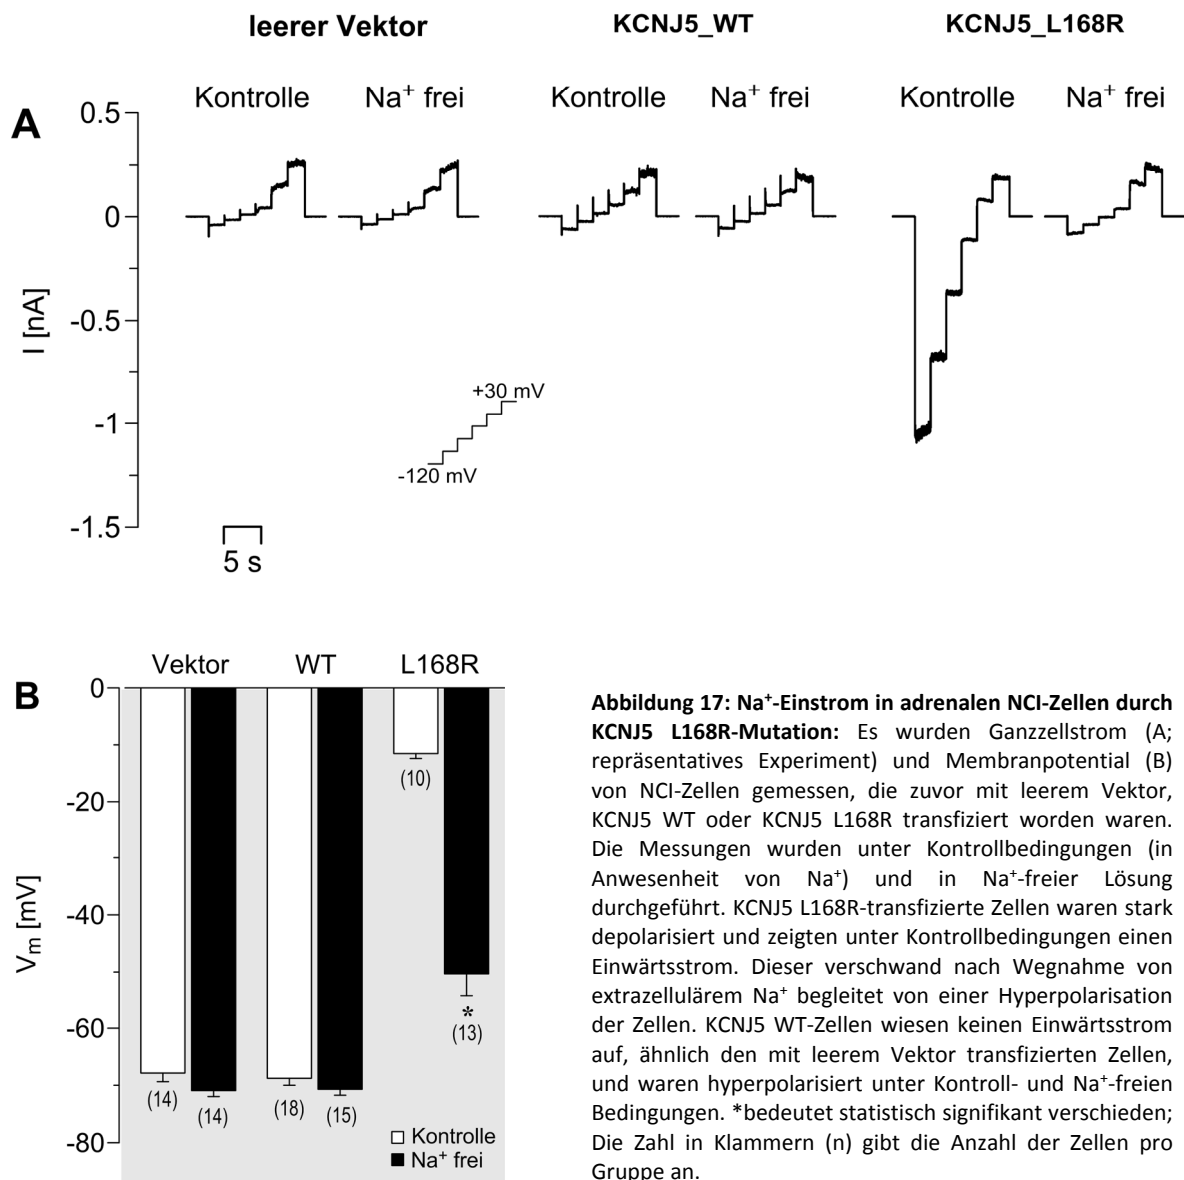 leerer Vektor KCNJ5_WT KCNJ5_L168R
Kontrolle Na⁺ frei Kontrolle Na⁺ frei Kontrolle Na⁺ frei
A
0.5
0
-0.5
-1
-1.5
I [nA]
+30 mV
-120 mV
5 s
B
Vektor WT L168R
0
-20
-40
-60
-80
Vₘ [mV]
(10)
*
(13)
(14) (14) (18) (15)
Kontrolle
Na⁺ frei
Abbildung 17: Na⁺-Einstrom in adrenalen NCI-Zellen durch
KCNJ5 L168R-Mutation: Es wurden Ganzzellstrom (A;
repräsentatives Experiment) und Membranpotential (B)
von NCI-Zellen gemessen, die zuvor mit leerem Vektor,
KCNJ5 WT oder KCNJ5 L168R transfiziert worden waren.
Die Messungen wurden unter Kontrollbedingungen (in
Anwesenheit von Na⁺) und in Na⁺-freier Lösung
durchgeführt. KCNJ5 L168R-transfizierte Zellen waren stark
depolarisiert und zeigten unter Kontrollbedingungen einen
Einwärtsstrom. Dieser verschwand nach Wegnahme von
extrazellulärem Na⁺ begleitet von einer Hyperpolarisation
der Zellen. KCNJ5 WT-Zellen wiesen keinen Einwärtsstrom
auf, ähnlich den mit leerem Vektor transfizierten Zellen,
und waren hyperpolarisiert unter Kontroll- und Na⁺-freien
Bedingungen. *bedeutet statistisch signifikant verschieden;
Die Zahl in Klammern (n) gibt die Anzahl der Zellen pro
Gruppe an.